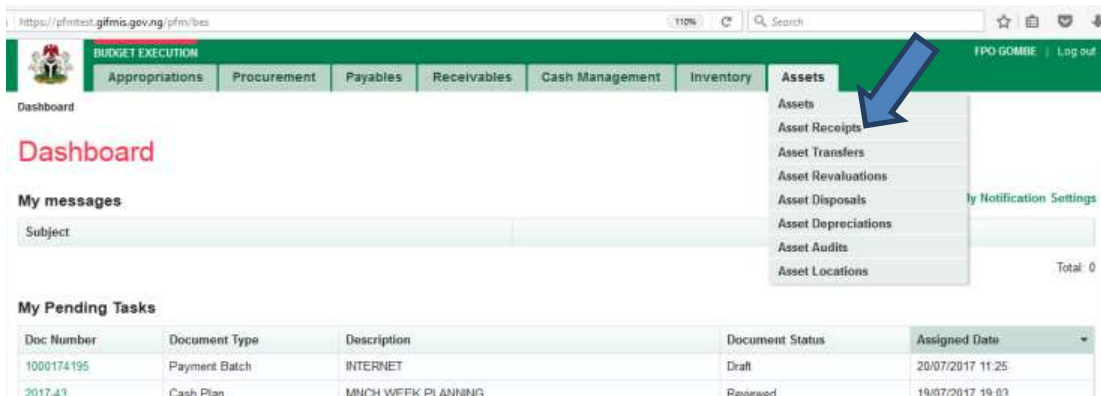 https://pfmtest.gifmis.gov.ng/pfm/bes 110% Search
BUDGET EXECUTION FPO GOMBE | Log out
Appropriations Procurement Payables Receivables Cash Management Inventory Assets
Dashboard
Assets
Asset Receipts
Asset Transfers
Asset Revaluations
Asset Disposals
Asset Depreciations
Asset Audits
Asset Locations
Dashboard
My messages ly Notification Settings
Subject
Total: 0
My Pending Tasks
Doc Number Document Type Description Document Status Assigned Date
1000174195 Payment Batch INTERNET Draft 20/07/2017 11:25
2017-43 Cash Plan MNCH WEEK PLANNING Reviewed 19/07/2017 19:03